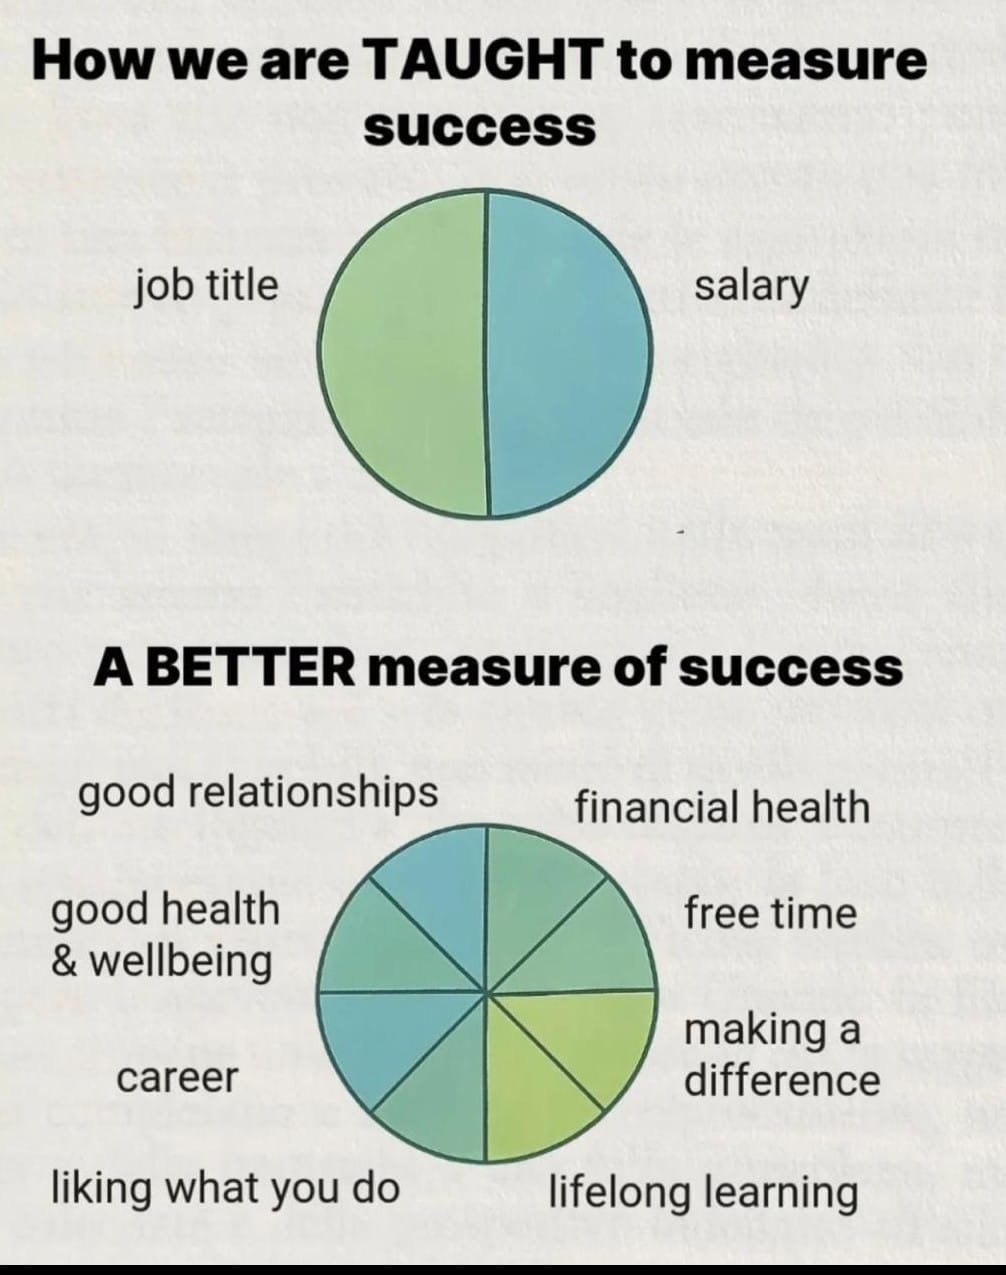 How we are TAUGHT to measure
success
job title
salary
A BETTER measure of success
good relationships
financial health
good health
& wellbeing
free time
making a
difference
career
liking what you do
lifelong learning